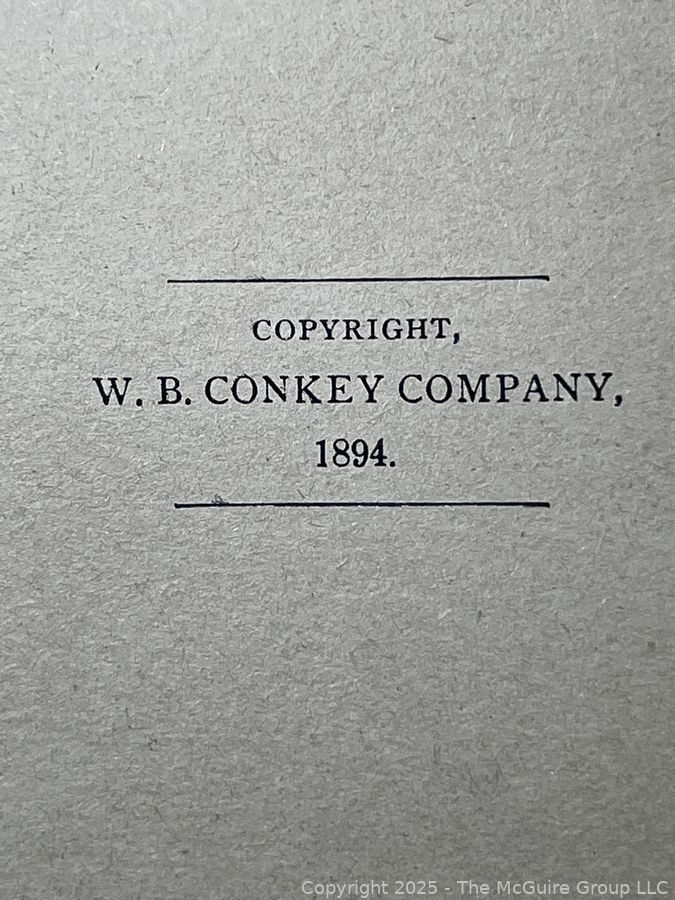 COPYRIGHT,
W. B. CONKEY COMPANY,
1894.
Copyright 2025 - The McGuire Group LLC